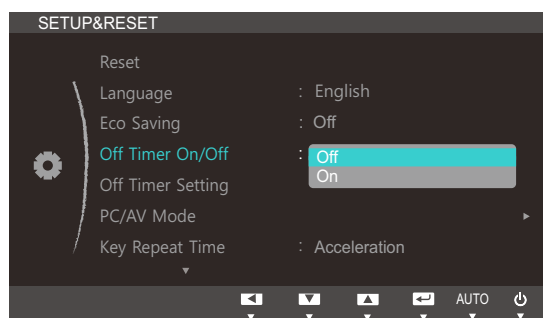 SETUP&RESET
Reset
Language : English
Eco Saving : Off
Off Timer On/Off : Off
On
Off Timer Setting
PC/AV Mode
Key Repeat Time : Acceleration
AUTO